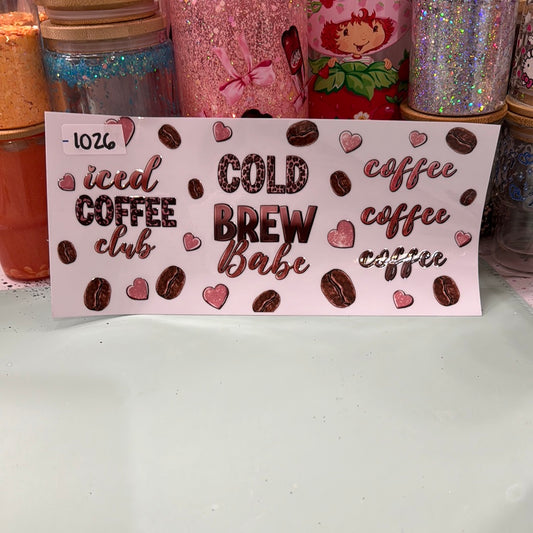 1026
iced
COFFEE
club
COLD
BREW
Babe
coffee
coffee
coffee